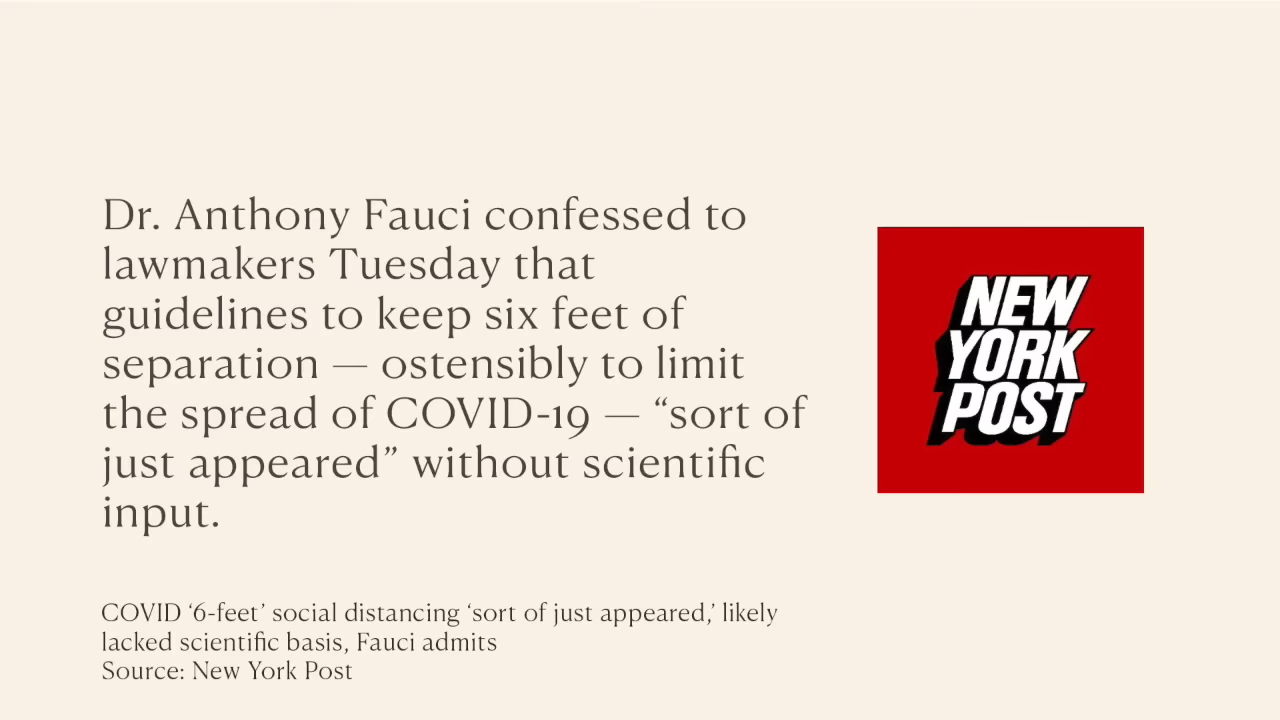 Dr. Anthony Fauci confessed to
lawmakers Tuesday that
guidelines to keep six feet of
separation — ostensibly to limit
the spread of COVID-19 — “sort of
just appeared” without scientific
input.
NEW
YORK
POST
COVID ‘6-feet’ social distancing ‘sort of just appeared,’ likely
lacked scientific basis, Fauci admits
Source: New York Post